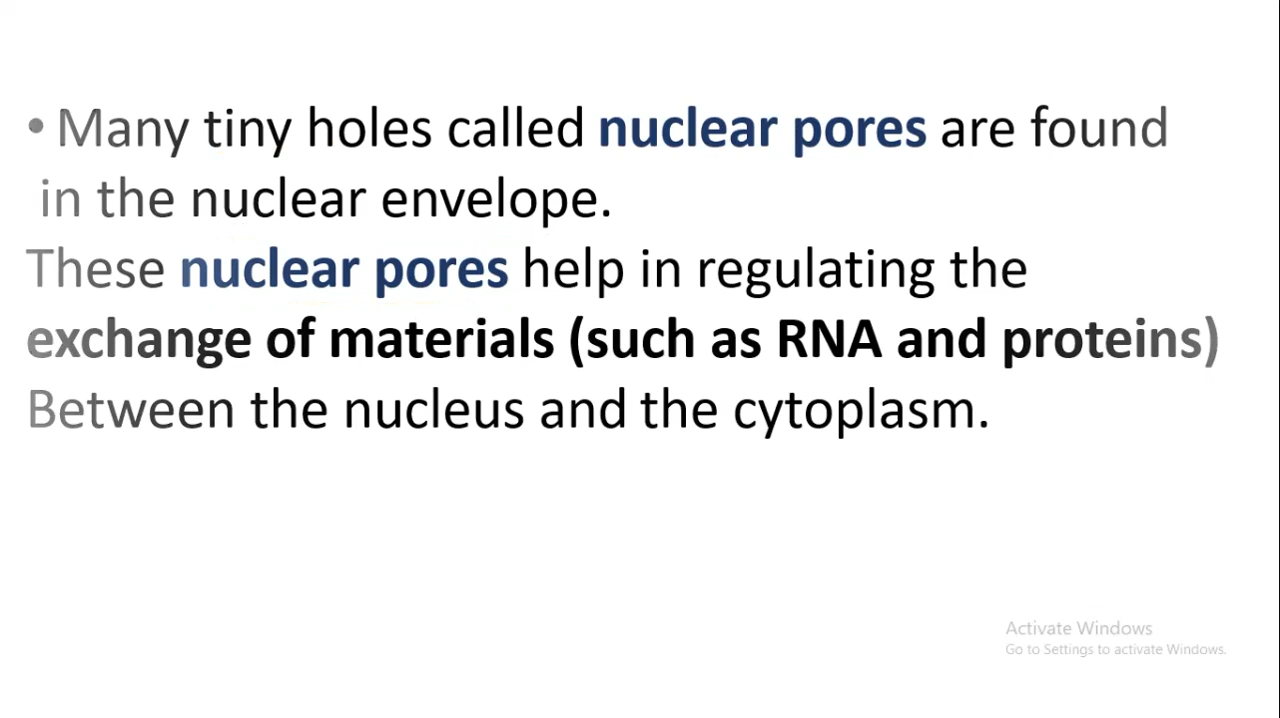 • Many tiny holes called nuclear pores are found
in the nuclear envelope.
These nuclear pores help in regulating the
exchange of materials (such as RNA and proteins)
Between the nucleus and the cytoplasm.
Activate Windows
Go to Settings to activate Windows.